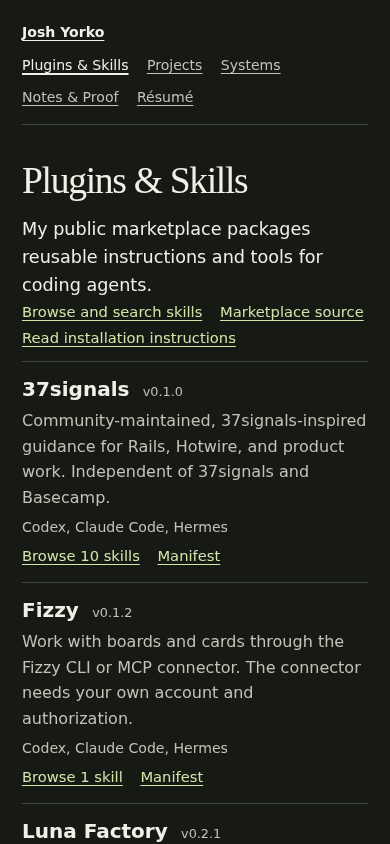 Josh Yorko
Plugins & Skills Projects Systems
Notes & Proof Résumé
Plugins & Skills
My public marketplace packages
reusable instructions and tools for
coding agents.
Browse and search skills Marketplace source
Read installation instructions
37signals v0.1.0
Community-maintained, 37signals-inspired
guidance for Rails, Hotwire, and product
work. Independent of 37signals and
Basecamp.
Codex, Claude Code, Hermes
Browse 10 skills Manifest
Fizzy v0.1.2
Work with boards and cards through the
Fizzy CLI or MCP connector. The connector
needs your own account and
authorization.
Codex, Claude Code, Hermes
Browse 1 skill Manifest
Luna Factory v0.2.1